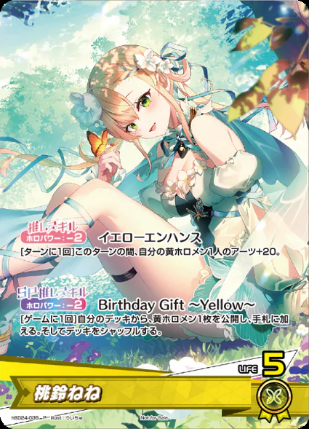 推しスキル
ホロパワー：-2
イエローエンハンス
[ターンに1回]このターンの間、自分の黄ホロメン1人のアーツ+20。
SP推しスキル
ホロパワー：-2
Birthday Gift ～Yellow～
[ゲームに1回]自分のデッキから、黄ホロメン1枚を公開し、手札に加
える。そしてデッキをシャッフルする。
LIFE 5
桃鈴ねね